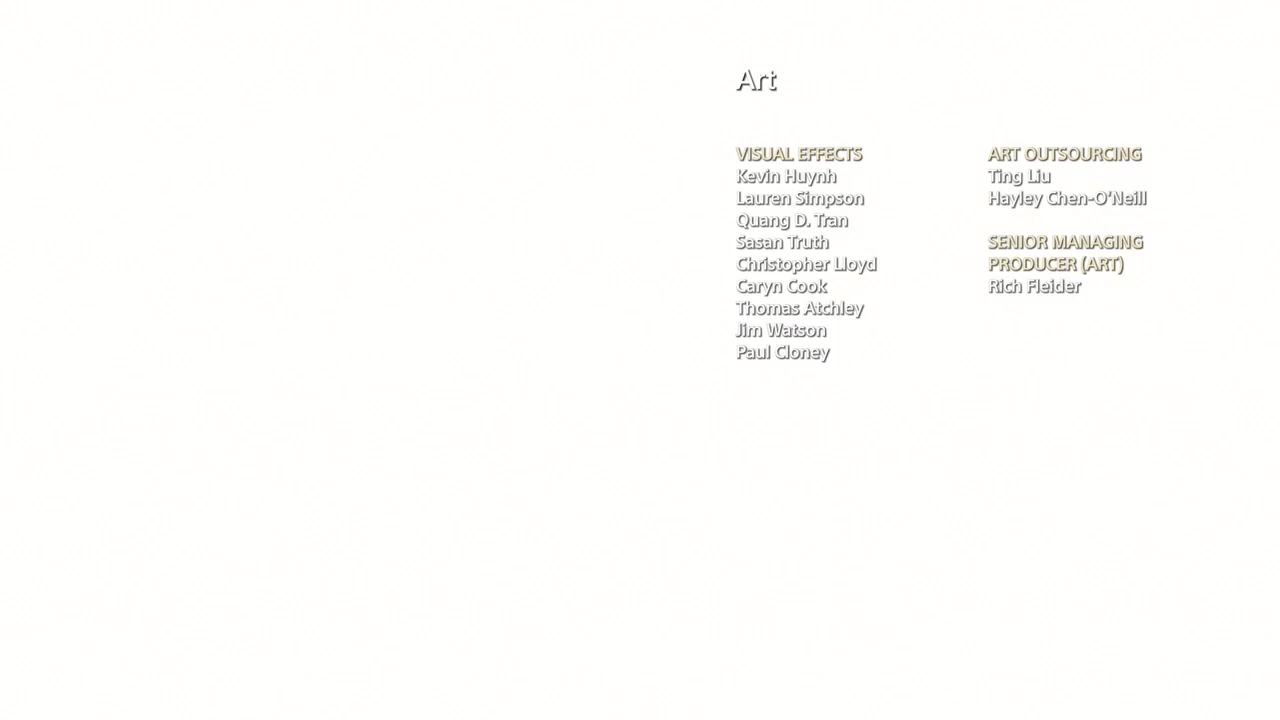 Art
VISUAL EFFECTS
Kevin Huynh
Lauren Simpson
Quang D. Tran
Sasan Truth
Christopher Lloyd
Caryn Cook
Thomas Atchley
Jim Watson
Paul Cloney
ART OUTSOURCING
Ting Liu
Hayley Chen-O'Neill
SENIOR MANAGING
PRODUCER (ART)
Rich Fleider